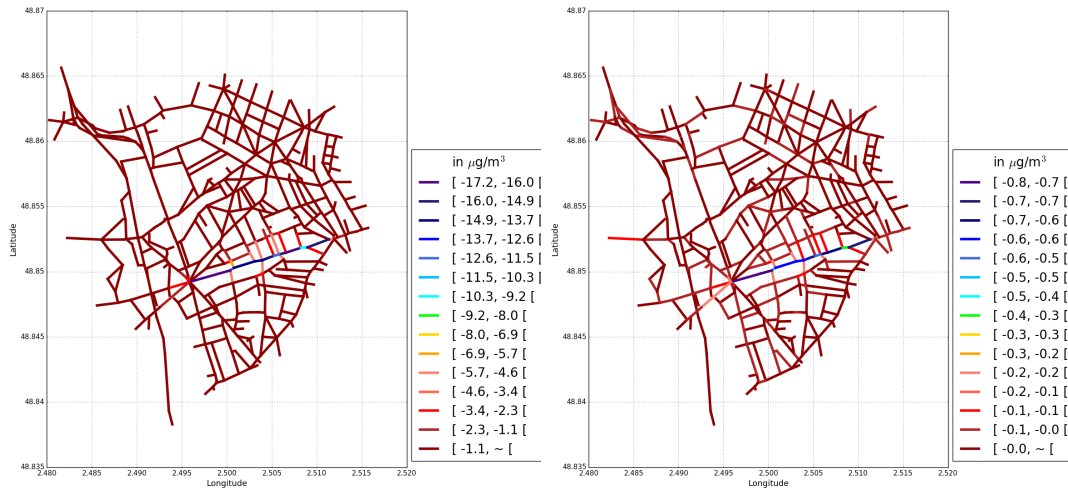 48.87
48.865
48.86
48.855
48.85
48.845
48.84
48.835
Latitude
2.480 2.485 2.490 2.495 2.500 2.505 2.510 2.515 2.520
Longitude
in μg/m³
[ -17.2, -16.0 [
[ -16.0, -14.9 [
[ -14.9, -13.7 [
[ -13.7, -12.6 [
[ -12.6, -11.5 [
[ -11.5, -10.3 [
[ -10.3, -9.2 [
[ -9.2, -8.0 [
[ -8.0, -6.9 [
[ -6.9, -5.7 [
[ -5.7, -4.6 [
[ -4.6, -3.4 [
[ -3.4, -2.3 [
[ -2.3, -1.1 [
[ -1.1, ~ [
48.87
48.865
48.86
48.855
48.85
48.845
48.84
48.835
Latitude
2.480 2.485 2.490 2.495 2.500 2.505 2.510 2.515 2.520
Longitude
in μg/m³
[ -0.8, -0.7 [
[ -0.7, -0.7 [
[ -0.7, -0.6 [
[ -0.6, -0.6 [
[ -0.6, -0.5 [
[ -0.5, -0.5 [
[ -0.5, -0.4 [
[ -0.4, -0.3 [
[ -0.3, -0.3 [
[ -0.3, -0.2 [
[ -0.2, -0.2 [
[ -0.2, -0.1 [
[ -0.1, -0.1 [
[ -0.1, -0.0 [
[ -0.0, ~ [